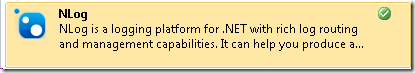 NLog
NLog is a logging platform for .NET with rich log routing
and management capabilities. It can help you produce a...